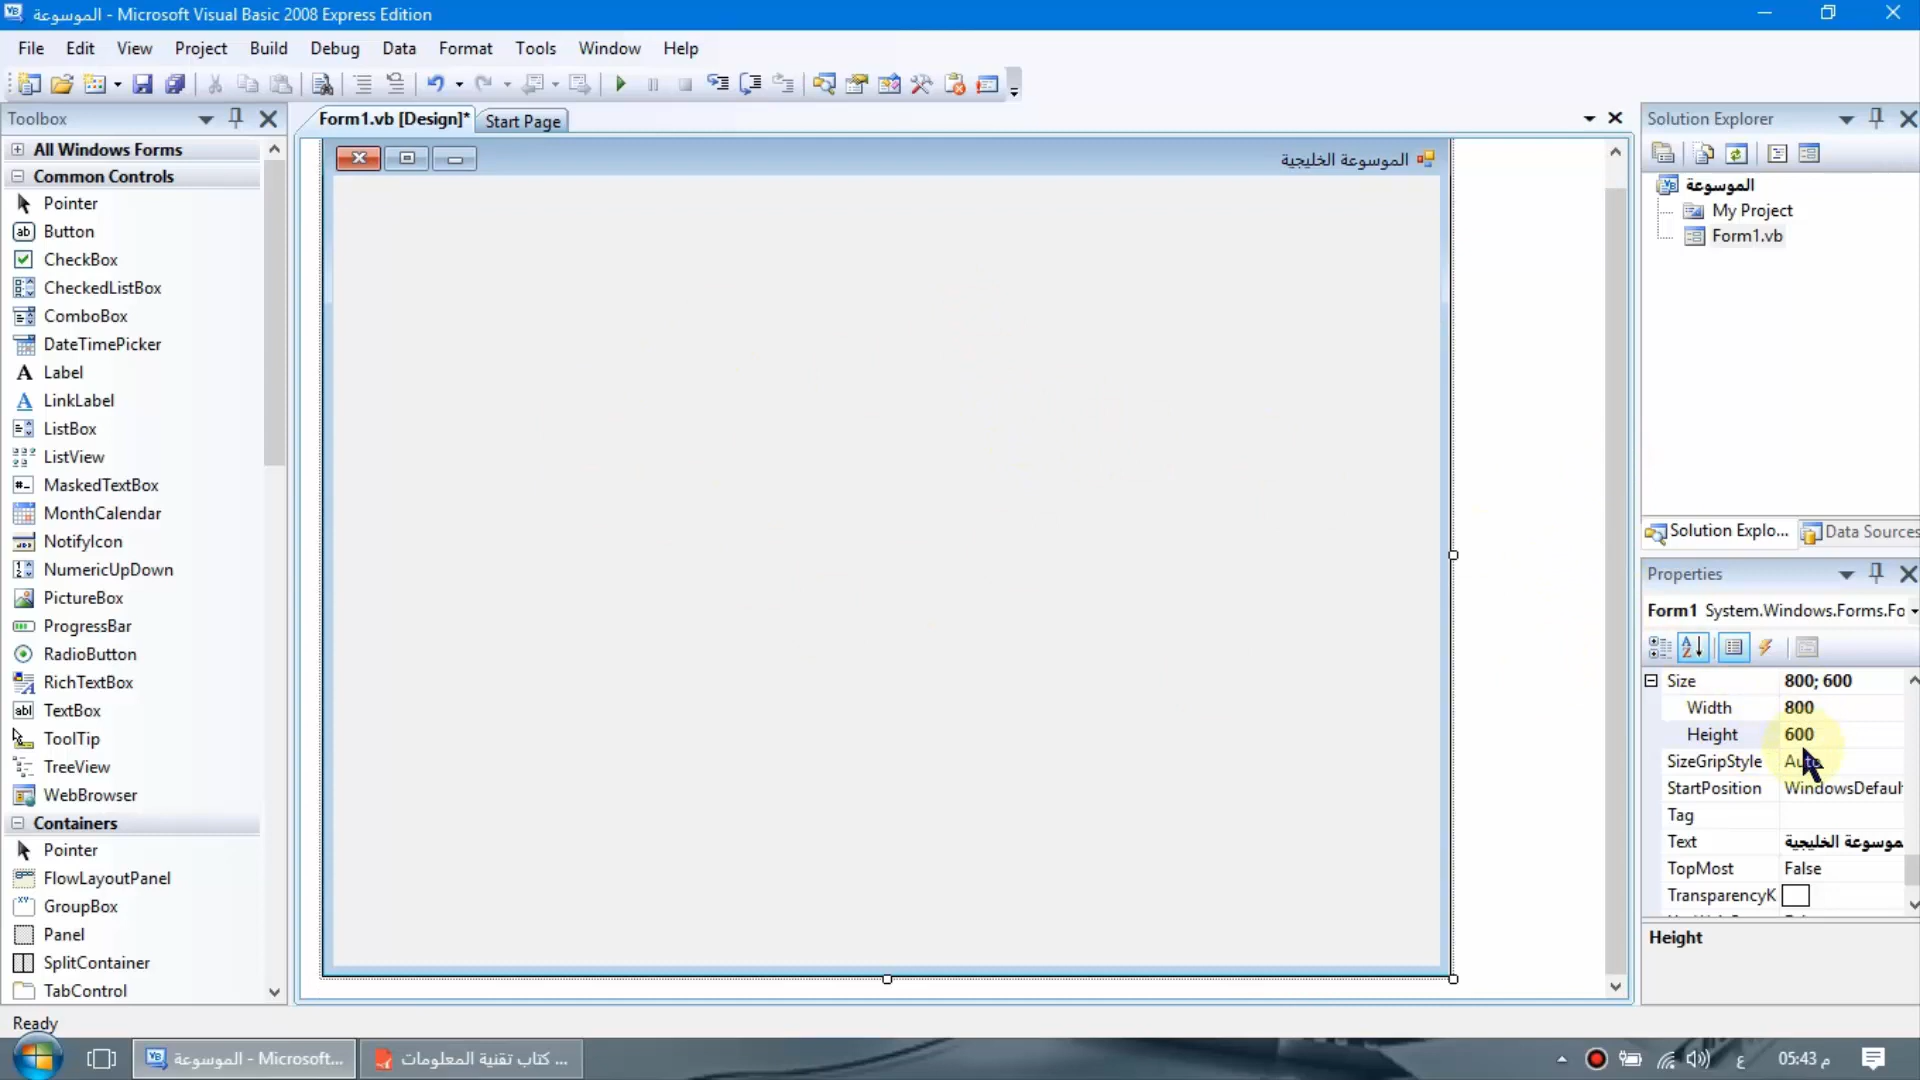 الموسوعة - Microsoft Visual Basic 2008 Express Edition
File Edit View Project Build Debug Data Format Tools Window Help
Toolbox
All Windows Forms
Common Controls
Pointer
Button
CheckBox
CheckedListBox
ComboBox
DateTimePicker
Label
LinkLabel
ListBox
ListView
MaskedTextBox
MonthCalendar
NotifyIcon
NumericUpDown
PictureBox
ProgressBar
RadioButton
RichTextBox
TextBox
ToolTip
TreeView
WebBrowser
Containers
Pointer
FlowLayoutPanel
GroupBox
Panel
SplitContainer
TabControl
Form1.vb [Design]* Start Page
الموسوعة الخليجية
Solution Explorer
الموسوعة
My Project
Form1.vb
Solution Explo... Data Sources
Properties
Form1 System.Windows.Forms.Fo
Size 800; 600
Width 800
Height 600
SizeGripStyle Auto
StartPosition WindowsDefaul
Tag
Text موسوعة الخليجية
TopMost False
TransparencyK
Height
Ready
الموسوعة - Microsoft...
كتاب تقنية المعلومات ...
ع
05:43 م